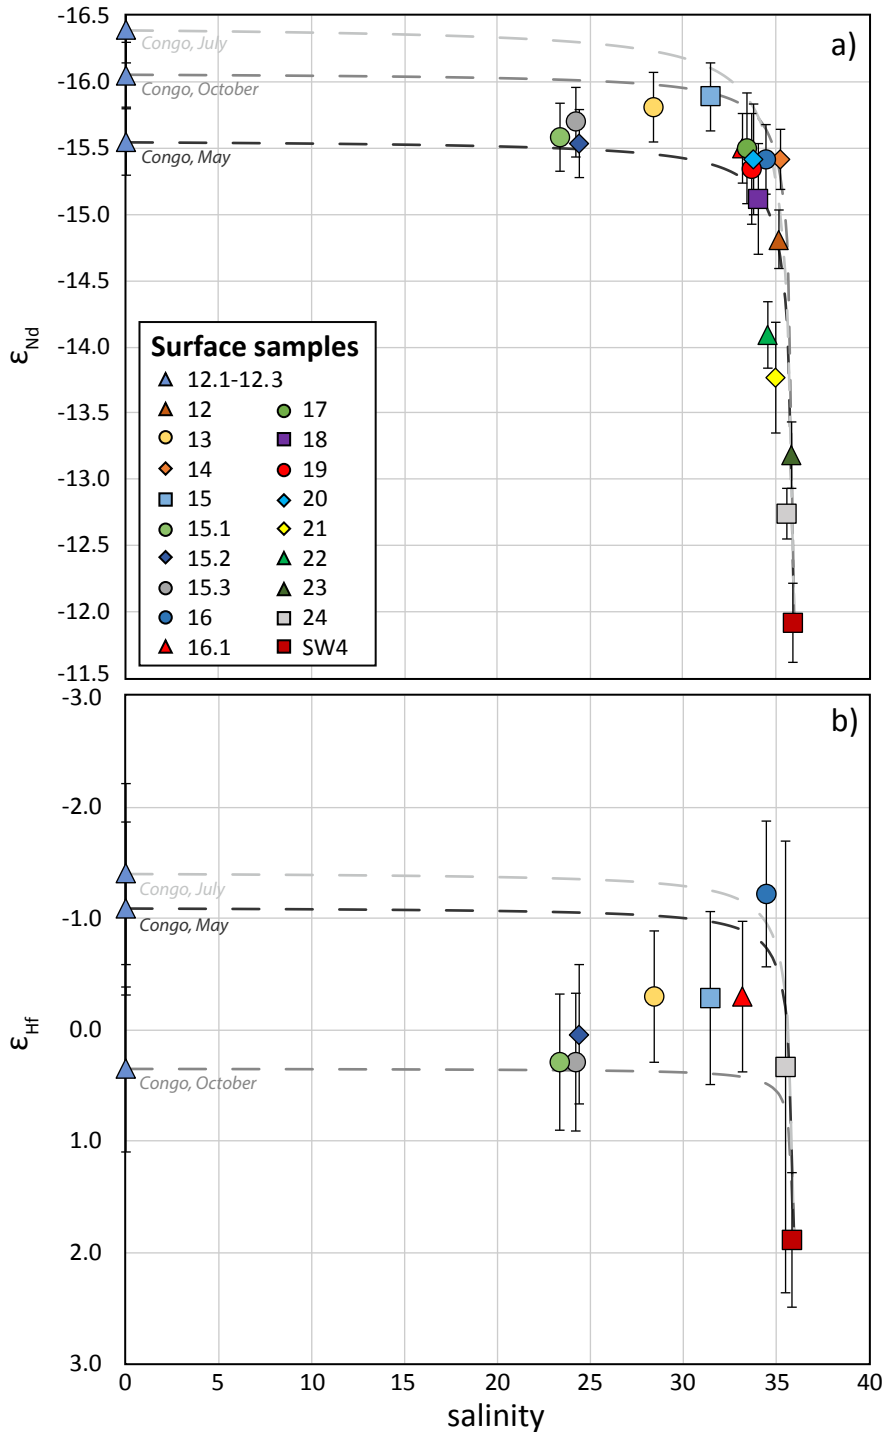 a)
-16.5
-16.0
-15.5
-15.0
-14.5
-14.0
-13.5
-13.0
-12.5
-12.0
-11.5
εNd
Congo, July
Congo, October
Congo, May
Surface samples
12.1-12.3
12
17
13
18
14
19
15
20
15.1
21
15.2
22
15.3
23
16
24
16.1
SW4
b)
-3.0
-2.0
-1.0
0.0
1.0
2.0
3.0
εHf
Congo, July
Congo, May
Congo, October
0 5 10 15 20 25 30 35 40
salinity